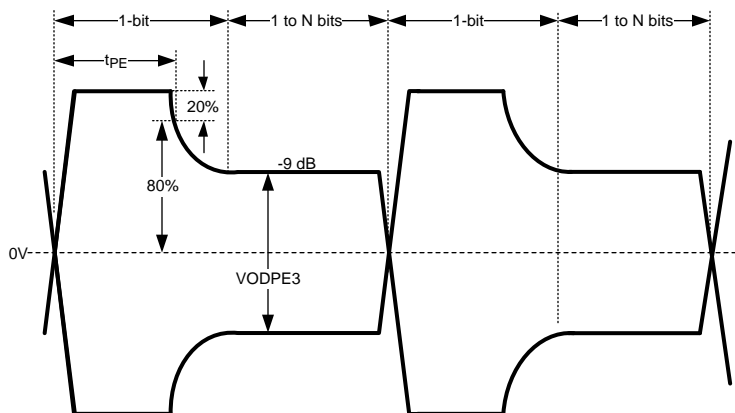 1-bit
1 to N bits
1-bit
1 to N bits
tPE
20%
-9 dB
80%
0V
VODPE3